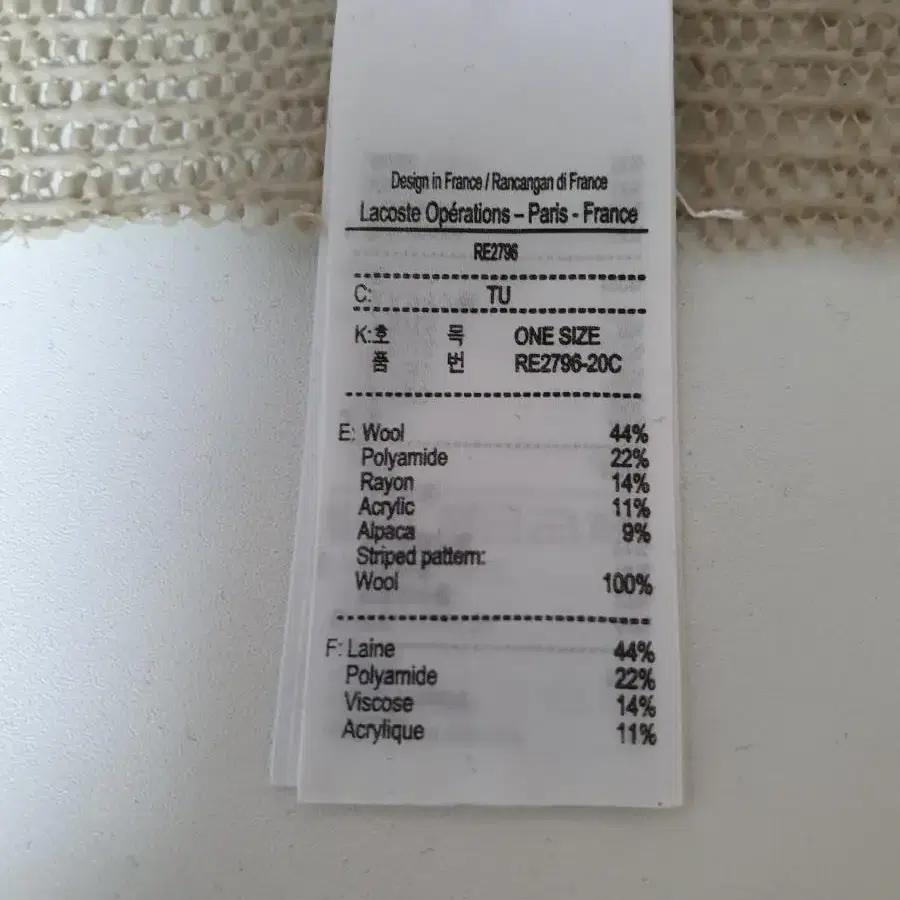 Design in France / Rancangan di France
Lacoste Opérations – Paris - France
RE2796
C: TU
K:호 목 ONE SIZE
품 번 RE2796-20C
E: Wool 44%
Polyamide 22%
Rayon 14%
Acrylic 11%
Alpaca 9%
Striped pattern:
Wool 100%
F: Laine 44%
Polyamide 22%
Viscose 14%
Acrylique 11%